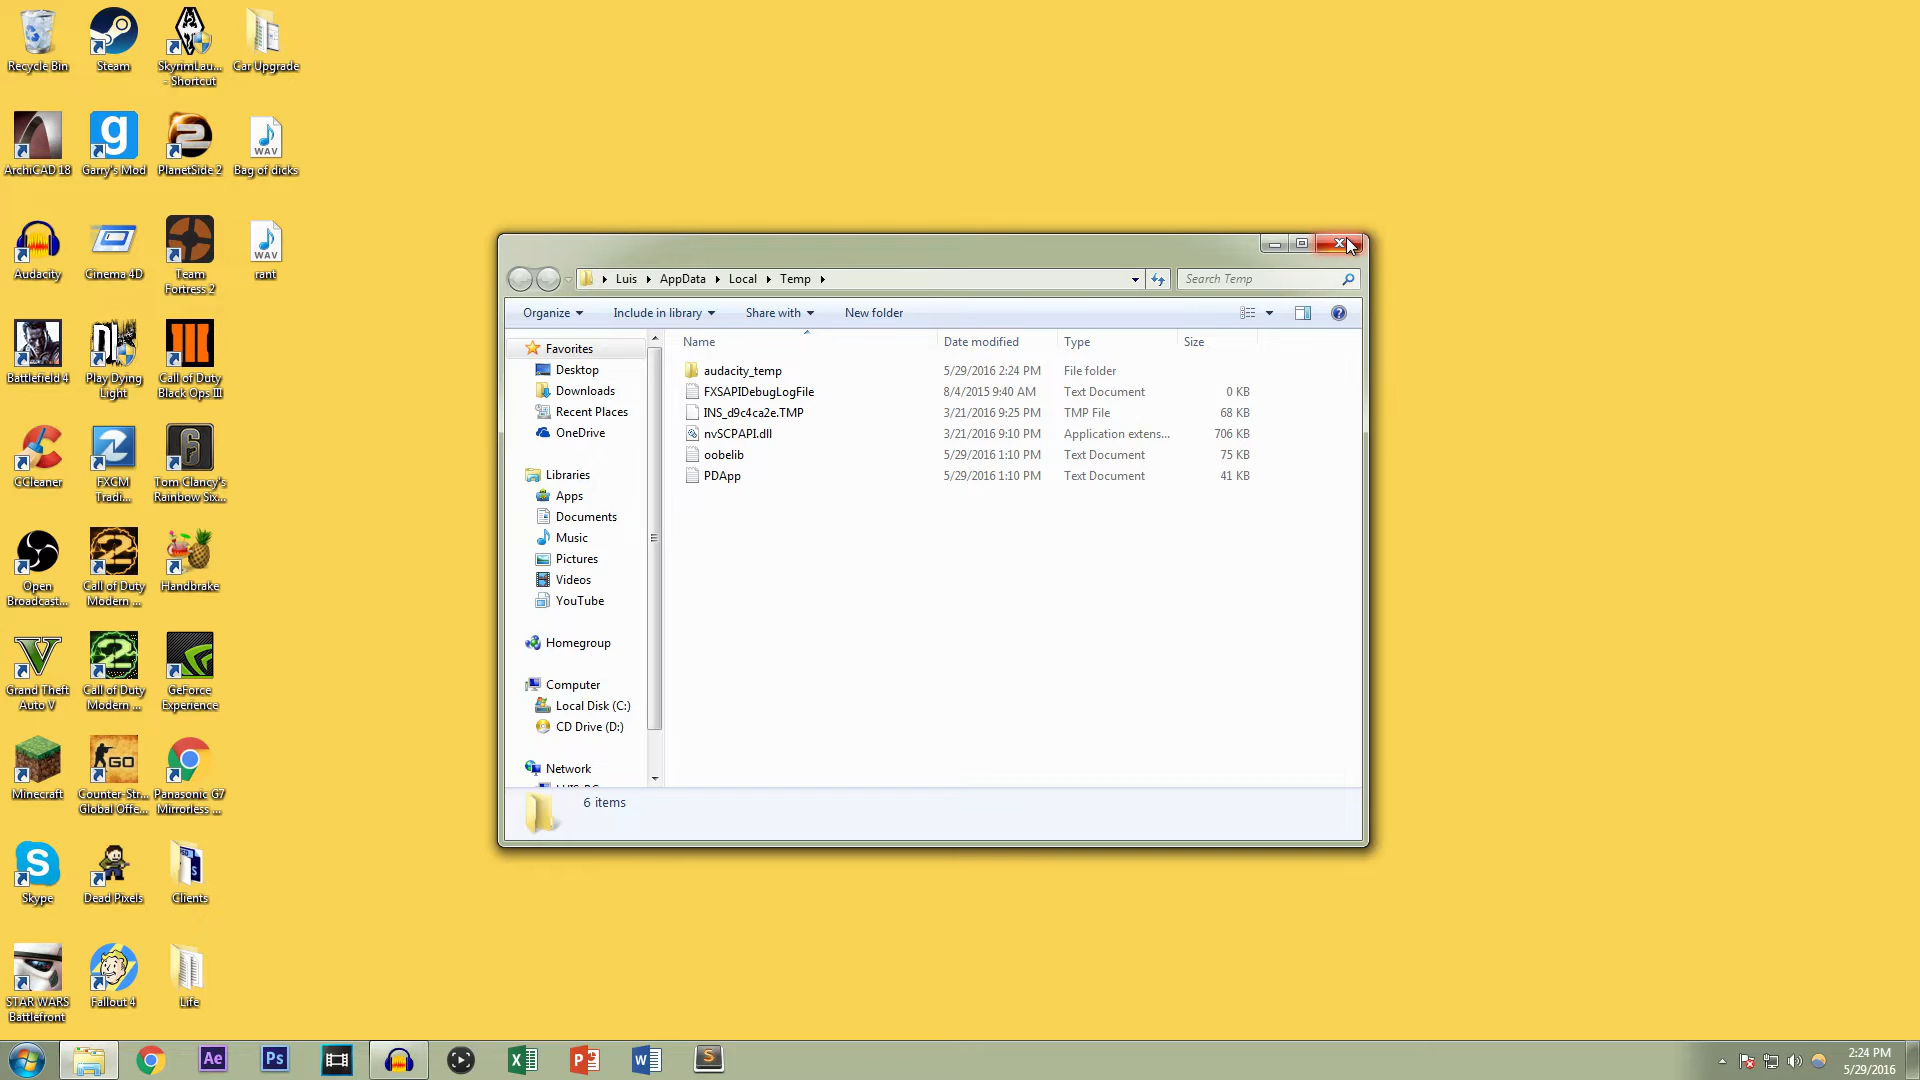 Recycle Bin
Steam
SkyrimLau...
- Shortcut
Car Upgrade
ArchiCAD 18
Garry's Mod
PlanetSide 2
WAV
Bag of dicks
Audacity
Cinema 4D
Team
Fortress 2
WAV
rant
Battlefield 4
Play Dying
Light
Call of Duty
Black Ops III
CCleaner
FXCM
Tradi...
Tom Clancy's
Rainbow Six...
Open
Broadcast...
Call of Duty
Modern ...
Handbrake
Grand Theft
Auto V
Call of Duty
Modern ...
GeForce
Experience
Minecraft
GO
Counter-Str...
Global Offe...
Panasonic G7
Mirrorless ...
Skype
Dead Pixels
Clients
STAR WARS
Battlefront
Fallout 4
Life
Luis
AppData
Local
Temp
Search Temp
Organize
Include in library
Share with
New folder
Favorites
Desktop
Downloads
Recent Places
OneDrive
Libraries
Apps
Documents
Music
Pictures
Videos
YouTube
Homegroup
Computer
Local Disk (C:)
CD Drive (D:)
Network
Name Date modified Type Size
audacity_temp 5/29/2016 2:24 PM File folder
FXSAPIDebugLogFile 8/4/2015 9:40 AM Text Document 0 KB
INS_d9c4ca2e.TMP 3/21/2016 9:25 PM TMP File 68 KB
nvSCPAPI.dll 3/21/2016 9:10 PM Application extens... 706 KB
oobelib 5/29/2016 1:10 PM Text Document 75 KB
PDApp 5/29/2016 1:10 PM Text Document 41 KB
6 items
Ae
Ps
2:24 PM
5/29/2016